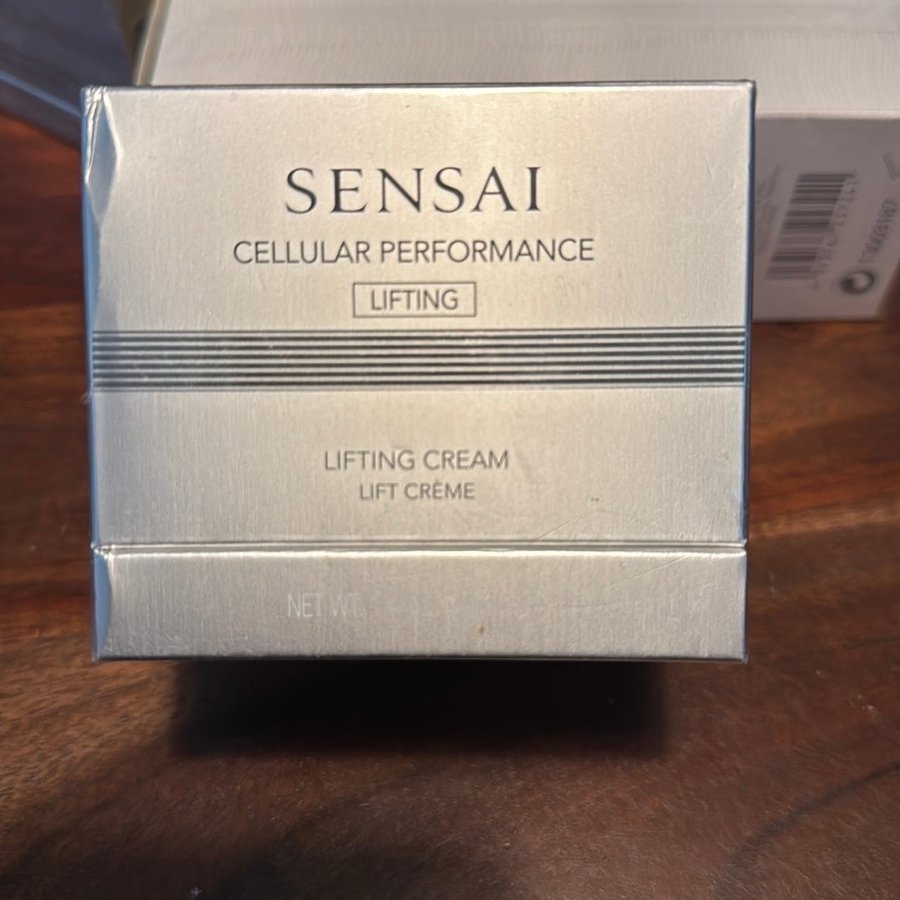 SENSAI
CELLULAR PERFORMANCE
LIFTING
LIFTING CREAM
LIFT CRÈME
NET WT